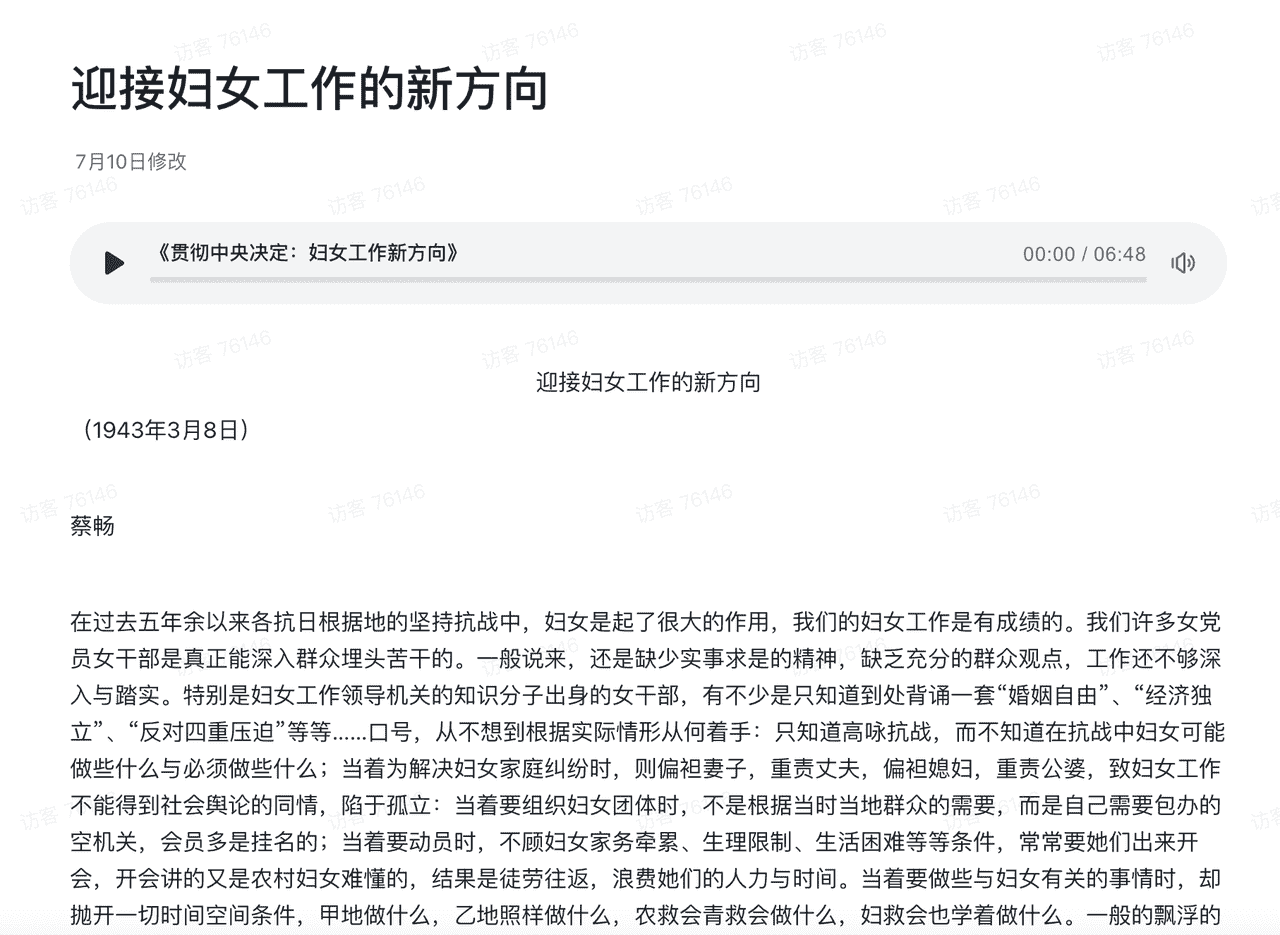 迎接妇女工作的新方向
7月10日修改
《贯彻中央决定：妇女工作新方向》
00:00 / 06:48
迎接妇女工作的新方向
（1943年3月8日）
蔡畅
在过去五年余以来各抗日根据地的坚持抗战中，妇女是起了很大的作用，我们的妇女工作是有成绩的。我们许多女党
员女干部是真正能深入群众埋头苦干的。一般说来，还是缺少实事求是的精神，缺乏充分的群众观点，工作还不够深
入与踏实。特别是妇女工作领导机关的知识分子出身的女干部，有不少是只知道到处背诵一套“婚姻自由”、“经济独
立”、“反对四重压迫”等等……口号，从不想到根据实际情形从何着手：只知道高咏抗战，而不知道在抗战中妇女可能
做些什么与必须做些什么；当着为解决妇女家庭纠纷时，则偏袒妻子，重责丈夫，偏袒媳妇，重责公婆，致妇女工作
不能得到社会舆论的同情，陷于孤立：当着要组织妇女团体时，不是根据当时当地群众的需要，而是自己需要包办的
空机关，会员多是挂名的；当着要动员时，不顾妇女家务牵累、生理限制、生活困难等等条件，常常要她们出来开
会，开会讲的又是农村妇女难懂的，结果是徒劳往返，浪费她们的人力与时间。当着要做些与妇女有关的事情时，却
抛开一切时间空间条件，甲地做什么，乙地照样做什么，农救会青救会做什么，妇救会也学着做什么。一般的飘浮的
访客 76146